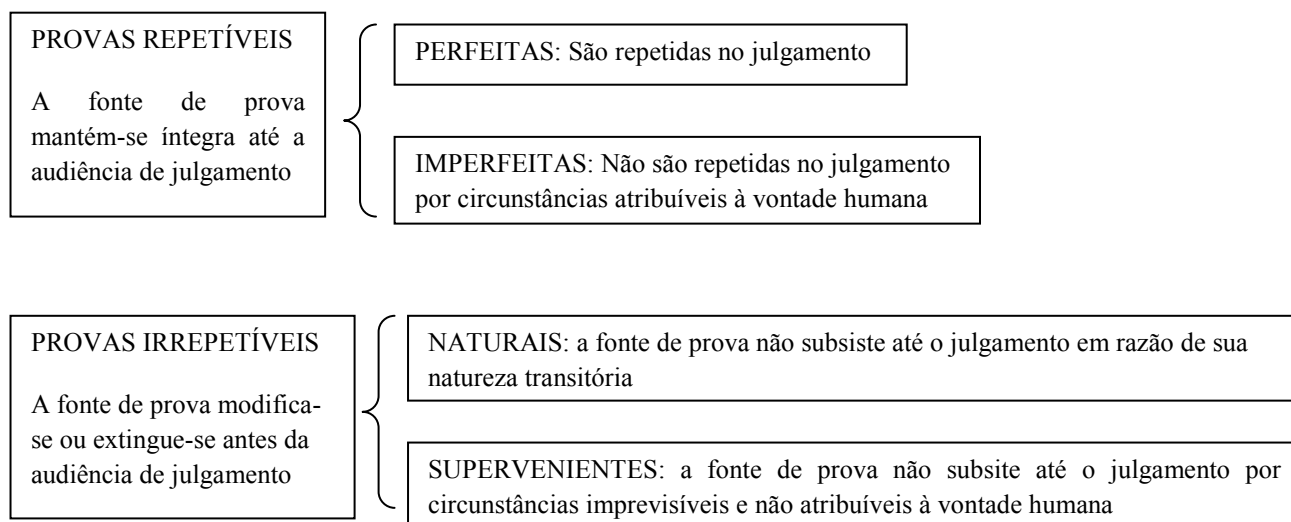 PROVAS REPETÍVEIS
A fonte de prova
mantém-se íntegra até a
audiência de julgamento
PERFEITAS: São repetidas no julgamento
IMPERFEITAS: Não são repetidas no julgamento
por circunstâncias atribuíveis à vontade humana
PROVAS IRREPETÍVEIS
A fonte de prova modifica-
se ou extingue-se antes da
audiência de julgamento
NATURAIS: a fonte de prova não subsiste até o julgamento em razão de sua
natureza transitória
SUPERVENIENTES: a fonte de prova não subsite até o julgamento por
circunstâncias imprevisíveis e não atribuíveis à vontade humana